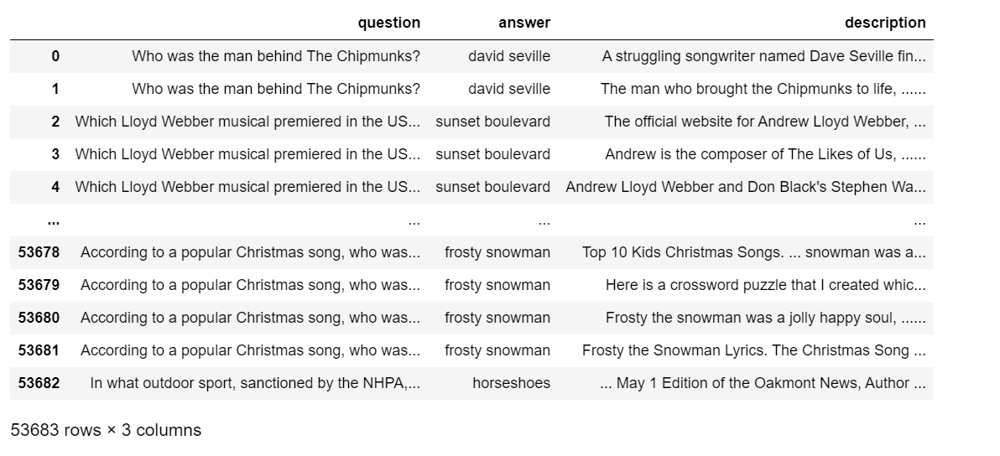 question answer description
0 Who was the man behind The Chipmunks? david seville A struggling songwriter named Dave Seville fin...
1 Who was the man behind The Chipmunks? david seville The man who brought the Chipmunks to life, ......
2 Which Lloyd Webber musical premiered in the US... sunset boulevard The official website for Andrew Lloyd Webber, ...
3 Which Lloyd Webber musical premiered in the US... sunset boulevard Andrew is the composer of The Likes of Us, ......
4 Which Lloyd Webber musical premiered in the US... sunset boulevard Andrew Lloyd Webber and Don Black's Stephen Wa...
... ... ... ...
53678 According to a popular Christmas song, who was... frosty snowman Top 10 Kids Christmas Songs. ... snowman was a...
53679 According to a popular Christmas song, who was... frosty snowman Here is a crossword puzzle that I created whic...
53680 According to a popular Christmas song, who was... frosty snowman Frosty the snowman was a jolly happy soul, ......
53681 According to a popular Christmas song, who was... frosty snowman Frosty the Snowman Lyrics. The Christmas Song ...
53682 In what outdoor sport, sanctioned by the NHPA,... horseshoes ... May 1 Edition of the Oakmont News, Author ...
53683 rows × 3 columns